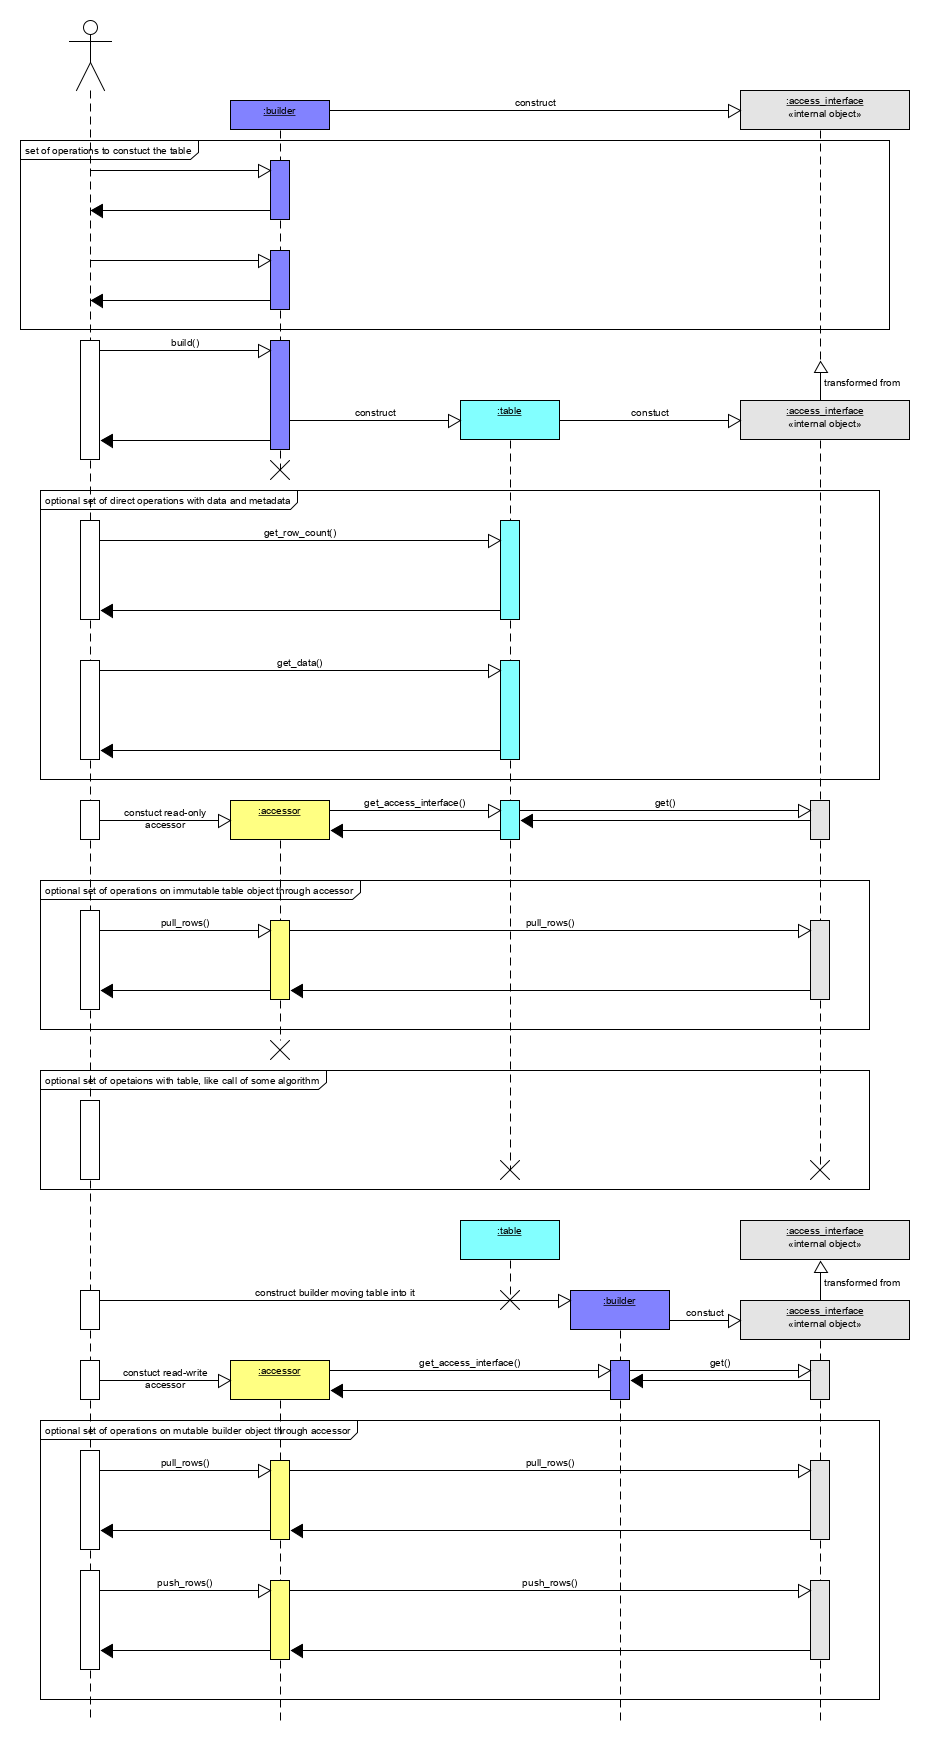 :builder
construct
:access_interface
«internal object»
set of operations to constuct the table
build()
transformed from
construct
:table
constuct
:access_interface
«internal object»
optional set of direct operations with data and metadata
get_row_count()
get_data()
constuct read-only
accessor
:accessor
get_access_interface()
get()
optional set of operations on immutable table object through accessor
pull_rows()
pull_rows()
optional set of opetaions with table, like call of some algorithm
:table
:access_interface
«internal object»
transformed from
construct builder moving table into it
:builder
constuct
:access_interface
«internal object»
constuct read-write
accessor
:accessor
get_access_interface()
get()
optional set of operations on mutable builder object through accessor
pull_rows()
pull_rows()
push_rows()
push_rows()